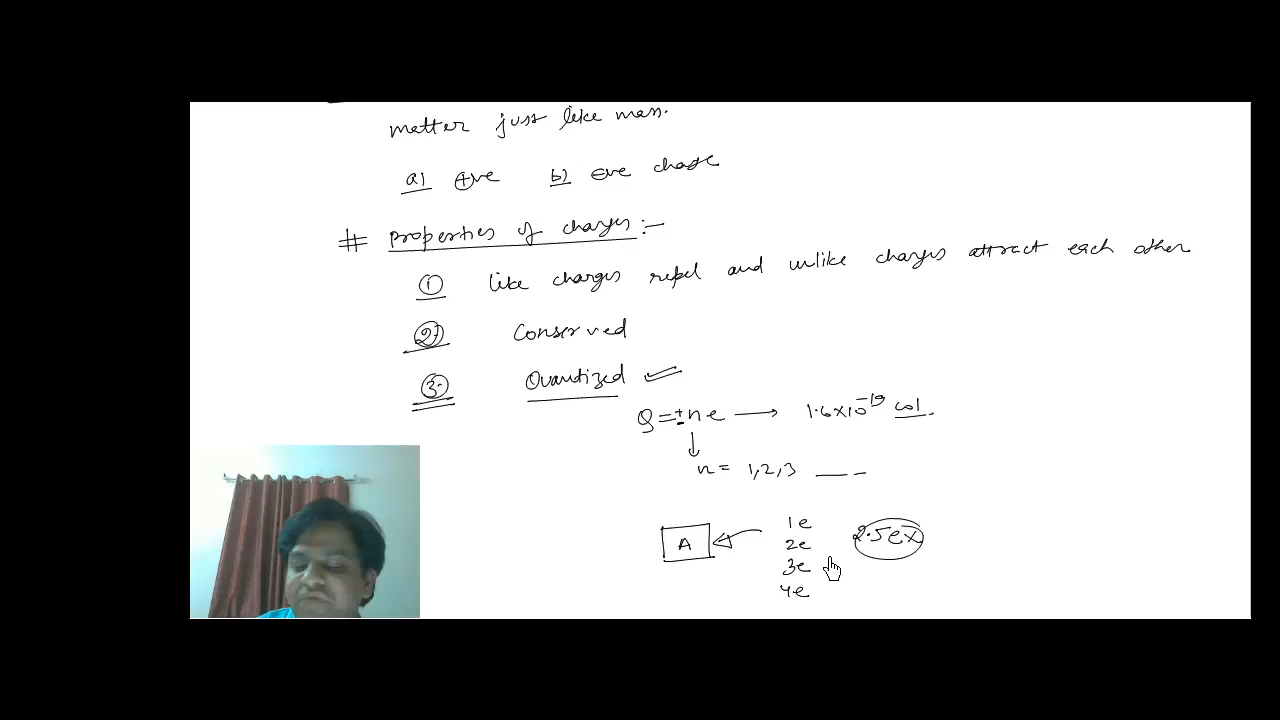 matter just like mass.
a) ⊕ve b) ⊖ve charge
# properties of charges :-
① like charges repel and unlike charges attract each other
② Conserved
③ Quantized ✓
Q = ± n e → 1.6×10⁻¹⁹ col.
↓
n = 1, 2, 3 — –
1e
A ← 2e 2.5e×
3e
4e